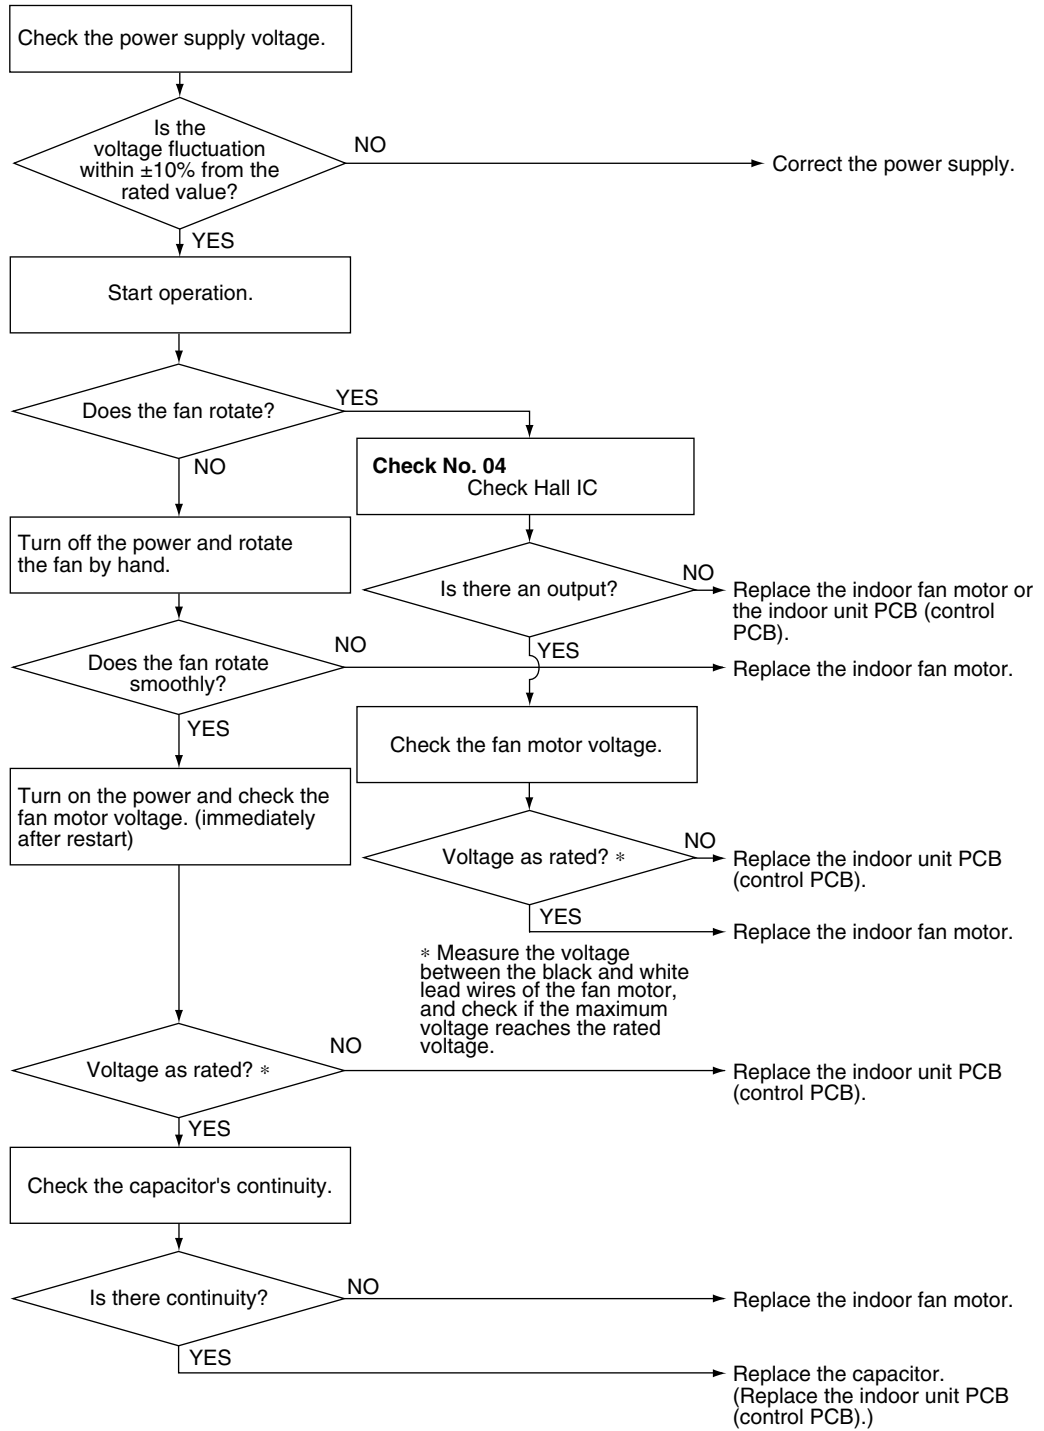 Check the power supply voltage.
Is the
voltage fluctuation
within ±10% from the
rated value?
NO
Correct the power supply.
YES
Start operation.
Does the fan rotate?
YES
NO
Check No. 04
Check Hall IC
Turn off the power and rotate
the fan by hand.
Is there an output?
NO
Replace the indoor fan motor or
the indoor unit PCB (control
PCB).
YES
Does the fan rotate
smoothly?
NO
Replace the indoor fan motor.
YES
Check the fan motor voltage.
Turn on the power and check the
fan motor voltage. (immediately
after restart)
Voltage as rated? *
NO
Replace the indoor unit PCB
(control PCB).
YES
Replace the indoor fan motor.
* Measure the voltage
between the black and white
lead wires of the fan motor,
and check if the maximum
voltage reaches the rated
voltage.
Voltage as rated? *
NO
Replace the indoor unit PCB
(control PCB).
YES
Check the capacitor's continuity.
Is there continuity?
NO
Replace the indoor fan motor.
YES
Replace the capacitor.
(Replace the indoor unit PCB
(control PCB).)